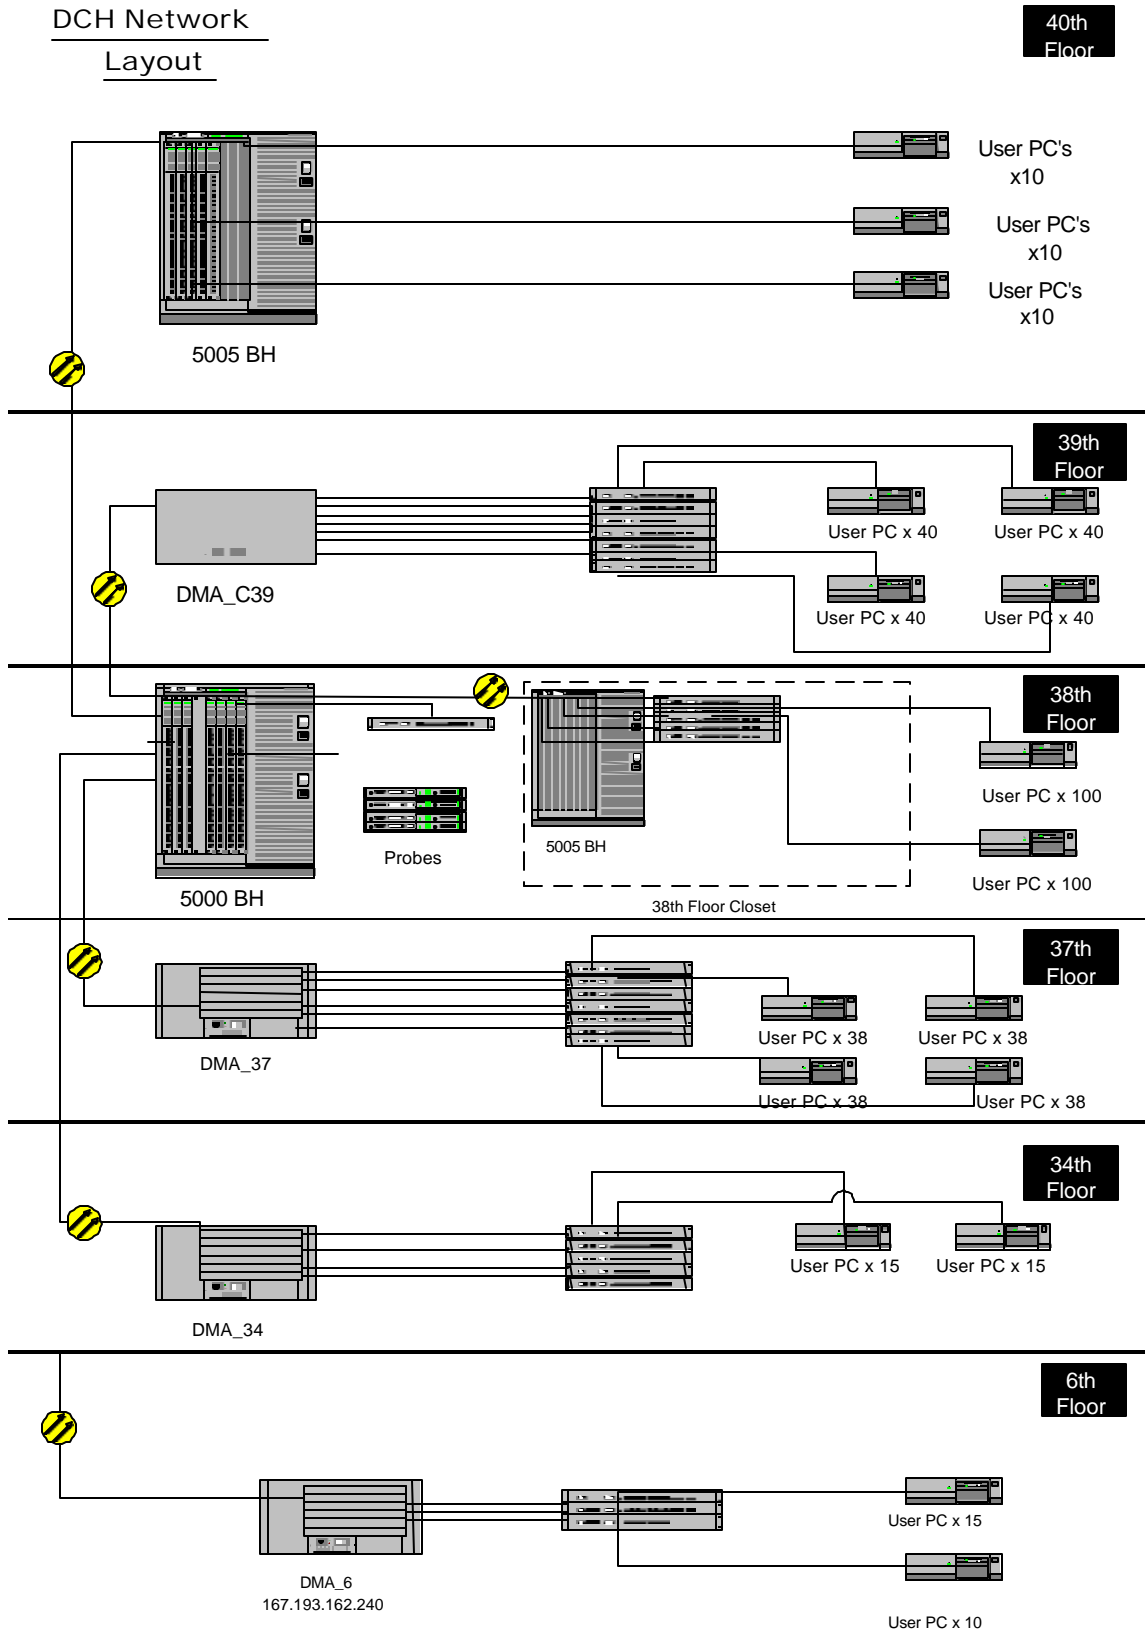 DCH Network
Layout
40th
Floor
User PC's
x10
User PC's
x10
User PC's
x10
5005 BH
39th
Floor
User PC x 40
User PC x 40
DMA_C39
User PC x 40
User PC x 40
38th
Floor
User PC x 100
5005 BH
Probes
User PC x 100
5000 BH
38th Floor Closet
37th
Floor
User PC x 38
User PC x 38
DMA_37
User PC x 38
User PC x 38
34th
Floor
User PC x 15
User PC x 15
DMA_34
6th
Floor
User PC x 15
DMA_6
167.193.162.240
User PC x 10